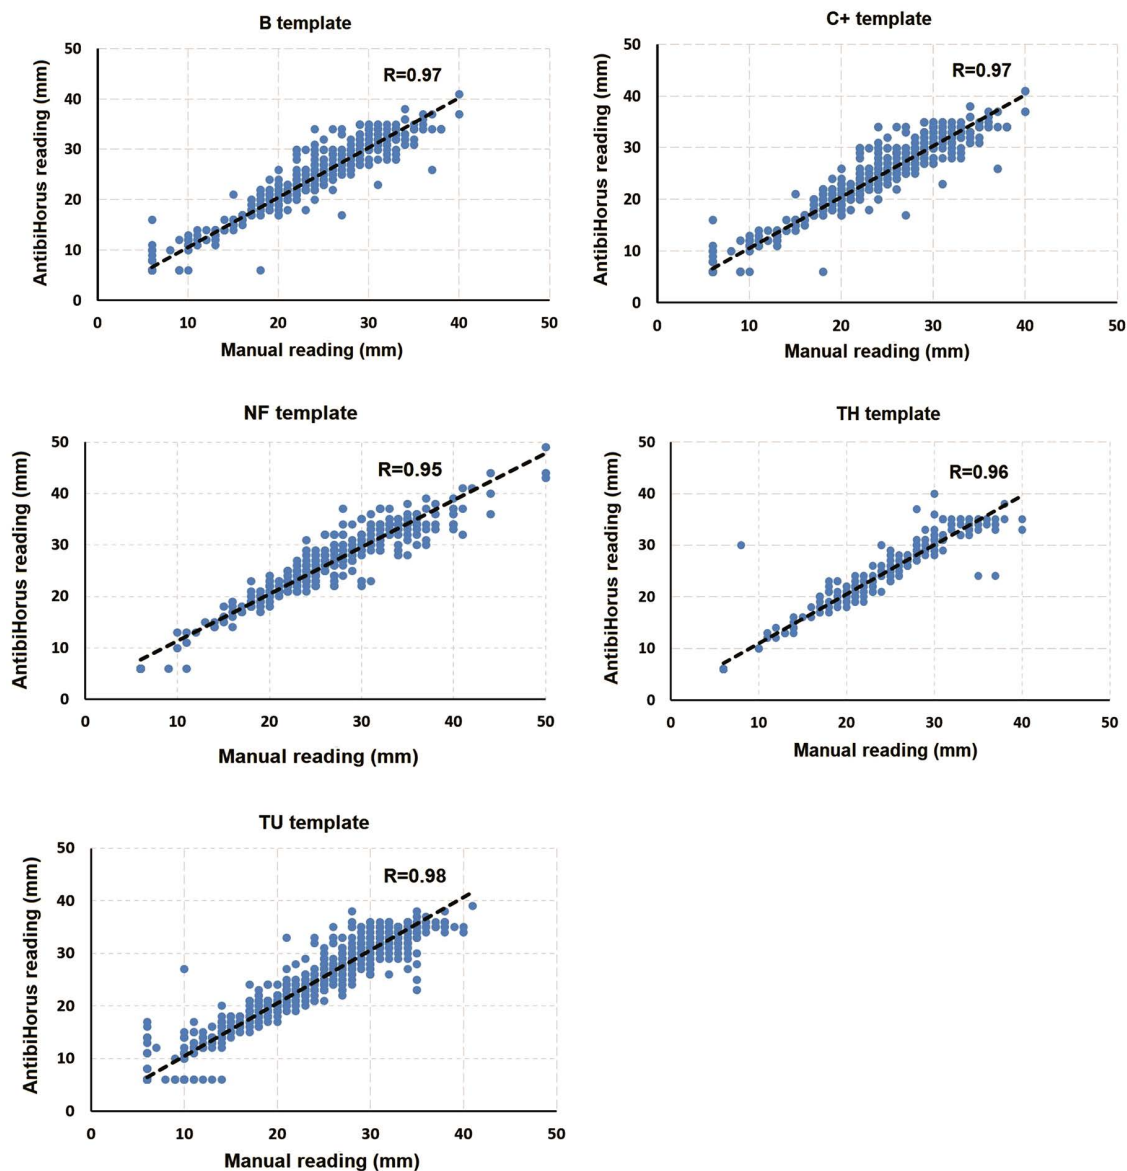 B template
AntibiHorus reading (mm)
50
40
30
20
10
0
R=0.97
0 10 20 30 40 50
Manual reading (mm)
C+ template
AntibiHorus reading (mm)
50
40
30
20
10
0
R=0.97
0 10 20 30 40 50
Manual reading (mm)
NF template
AntibiHorus reading (mm)
50
40
30
20
10
0
R=0.95
0 10 20 30 40 50
Manual reading (mm)
TH template
AntibiHorus reading (mm)
50
40
30
20
10
0
R=0.96
0 10 20 30 40 50
Manual reading (mm)
TU template
AntibiHorus reading (mm)
50
40
30
20
10
0
R=0.98
0 10 20 30 40 50
Manual reading (mm)